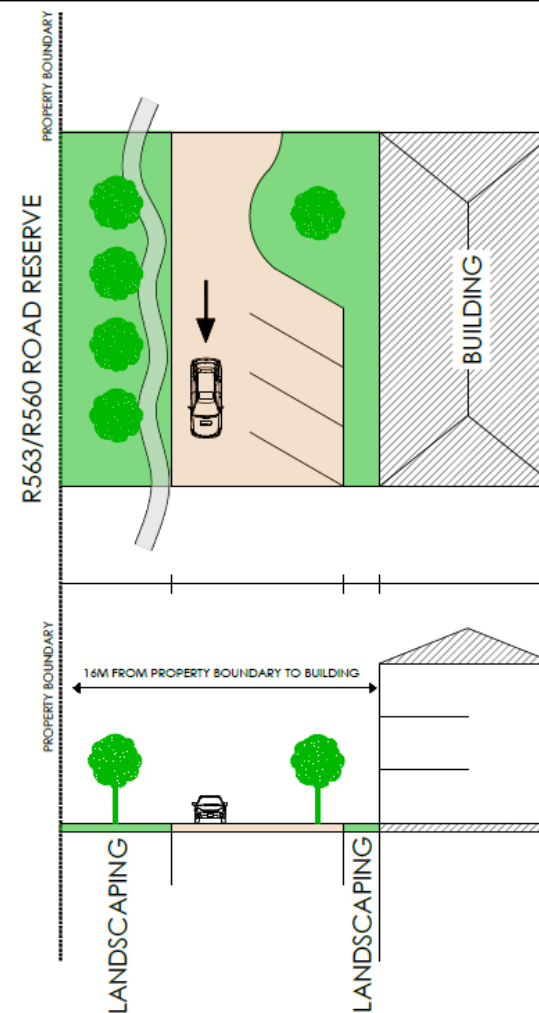 PROPERTY BOUNDARY
R563/R560 ROAD RESERVE
BUILDING
PROPERTY BOUNDARY
16M FROM PROPERTY BOUNDARY TO BUILDING
LANDSCAPING
LANDSCAPING